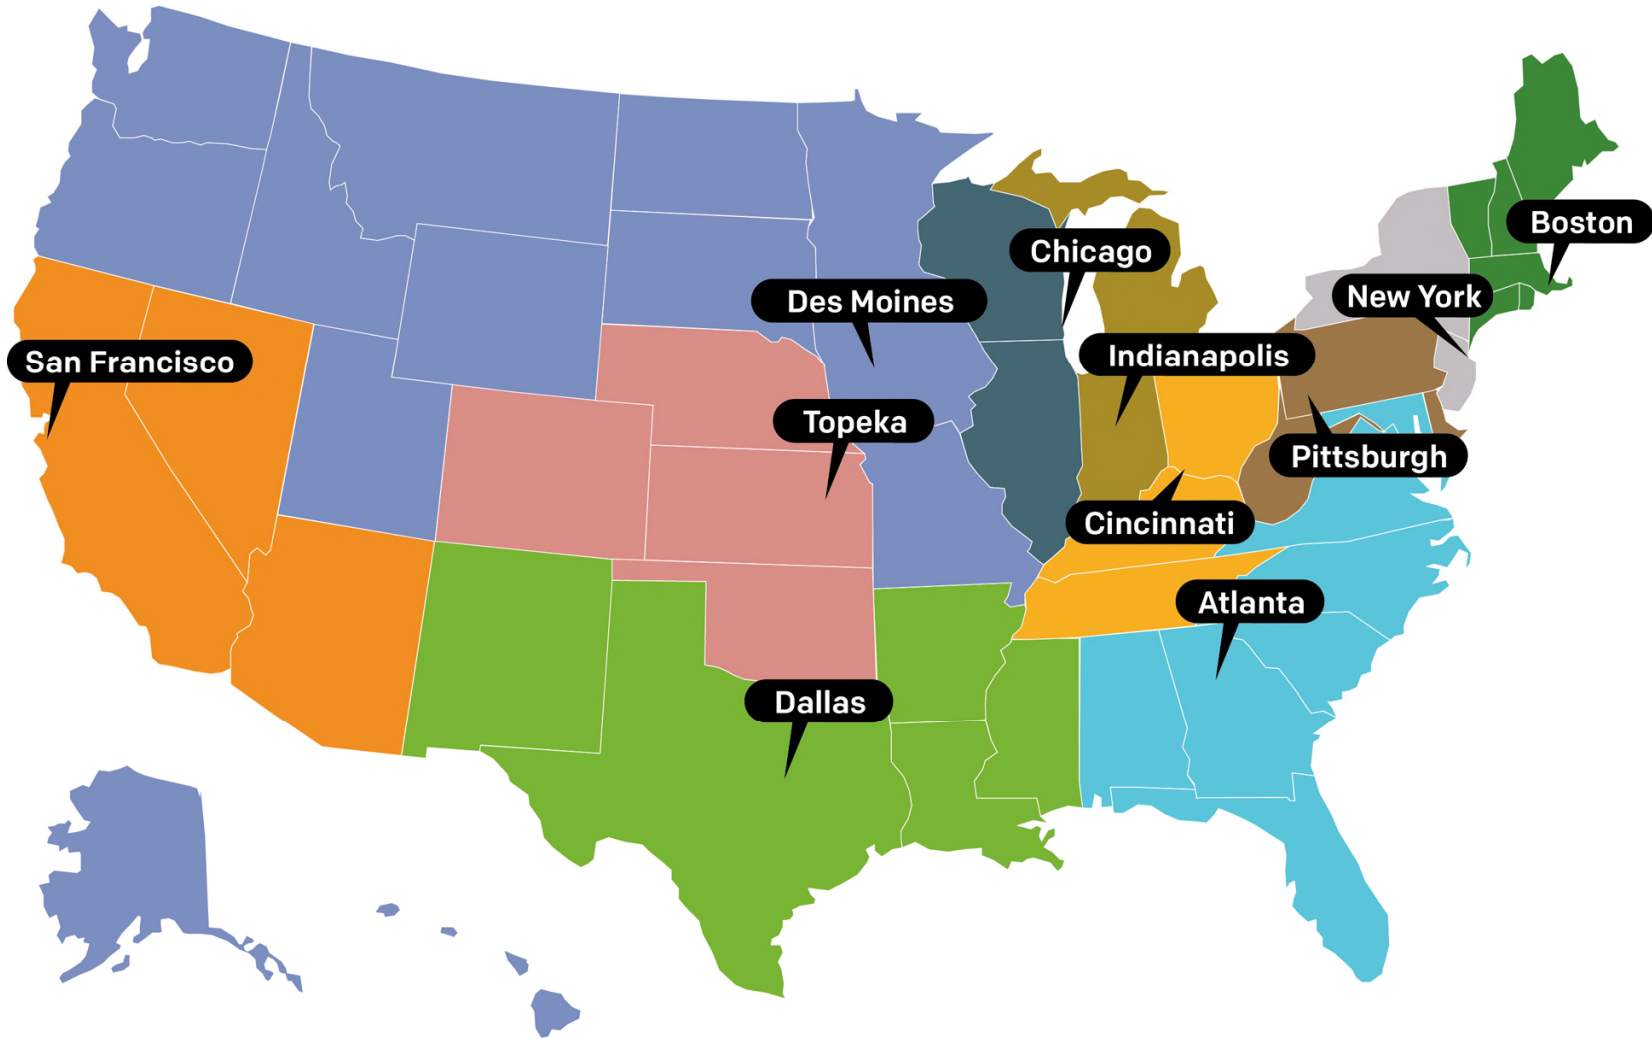 Boston
Chicago
New York
Des Moines
Indianapolis
San Francisco
Topeka
Pittsburgh
Cincinnati
Atlanta
Dallas